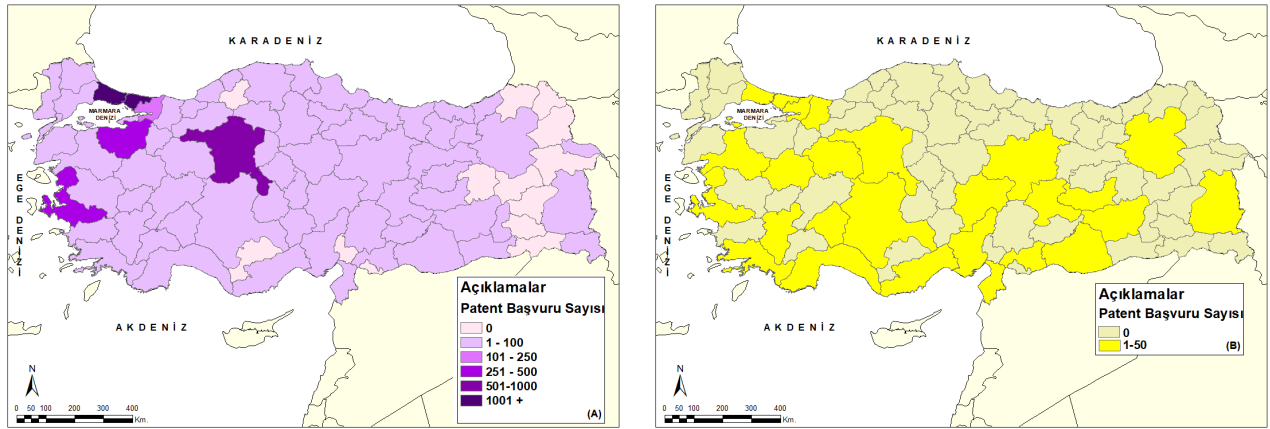 KARADENİZ
MARMARA
DENİZİ
EGE DENİZİ
AKDENİZ
N
0 50 100 200 300 400
Km.
Açıklamalar
Patent Başvuru Sayısı
0
1 - 100
101 - 250
251 - 500
501-1000
1001 +
(A)
KARADENİZ
MARMARA
DENİZİ
EGE DENİZİ
AKDENİZ
N
0 50 100 200 300 400
Km.
Açıklamalar
Patent Başvuru Sayısı
0
1-50
(B)